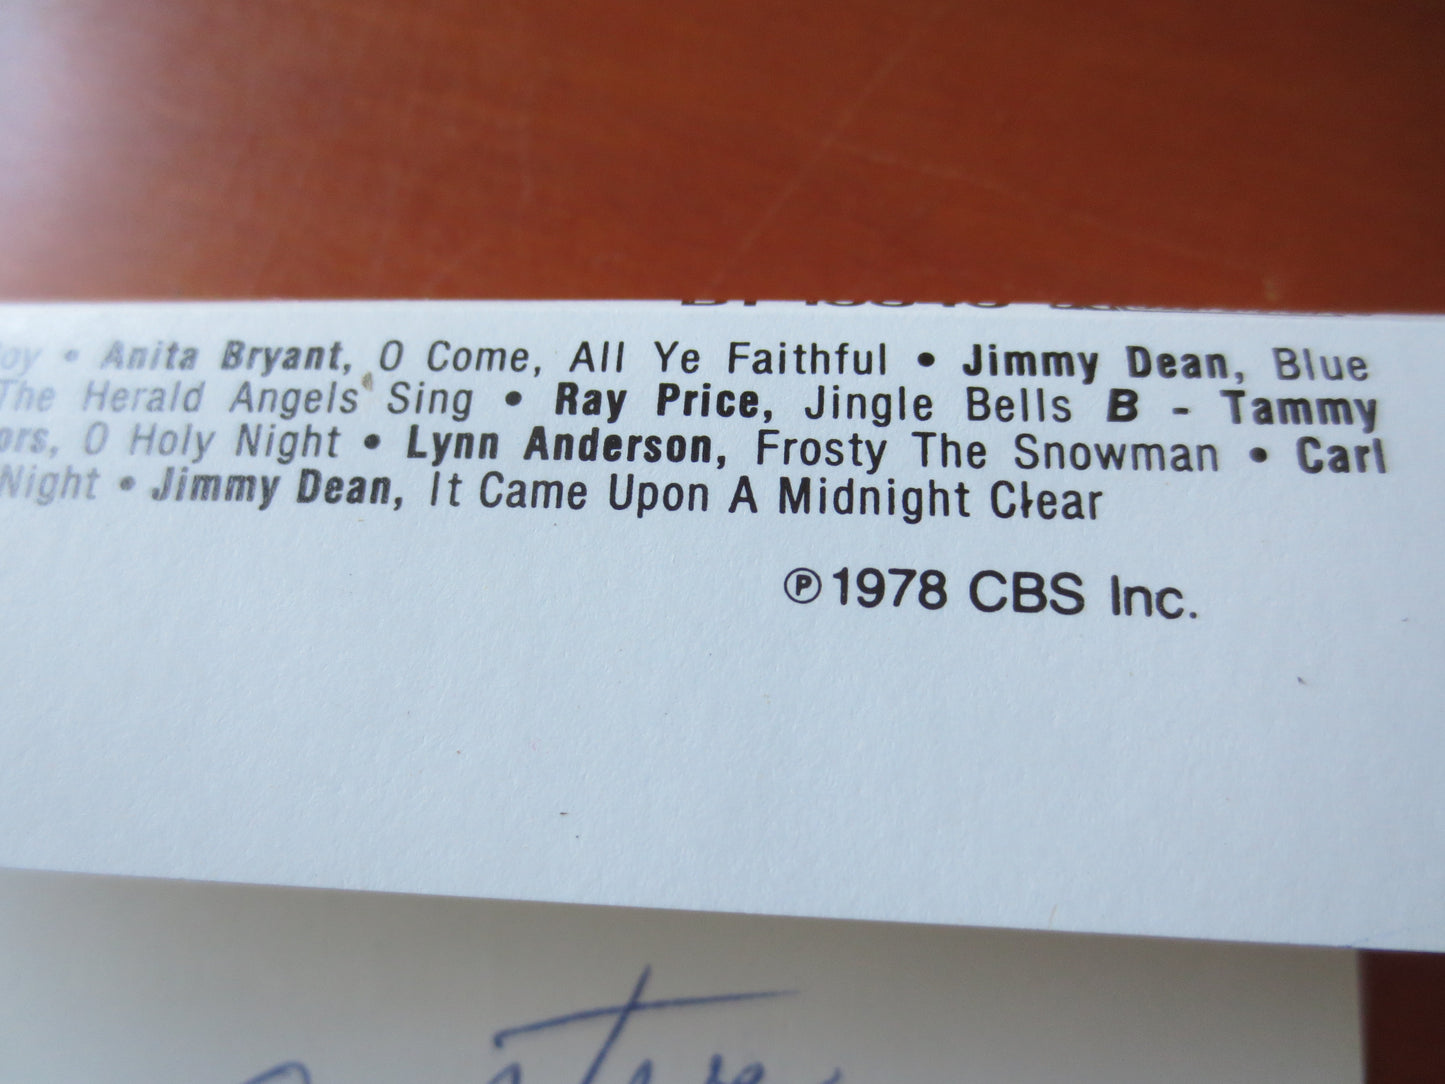 • Anita Bryant, O Come, All Ye Faithful • Jimmy Dean, Blue
The Herald Angels Sing • Ray Price, Jingle Bells B - Tammy
O Holy Night • Lynn Anderson, Frosty The Snowman • Carl
Night • Jimmy Dean, It Came Upon A Midnight Clear
℗1978 CBS Inc.